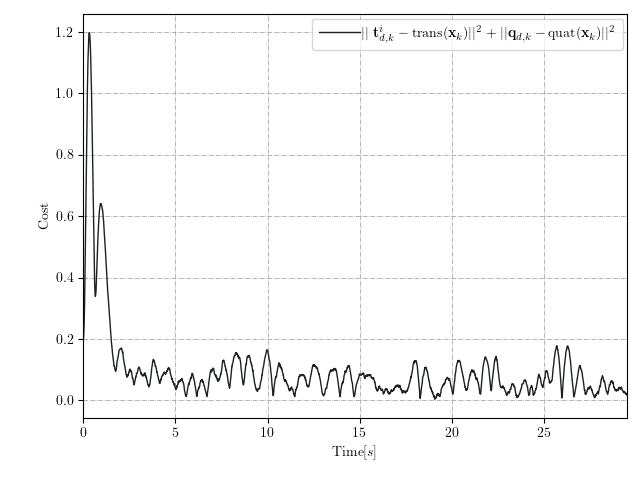 || t^i_{d,k} − trans(x_k)||² + ||q_{d,k} − quat(x_k)||²
1.2
1.0
0.8
0.6
0.4
0.2
0.0
Cost
0 5 10 15 20 25
Time[s]